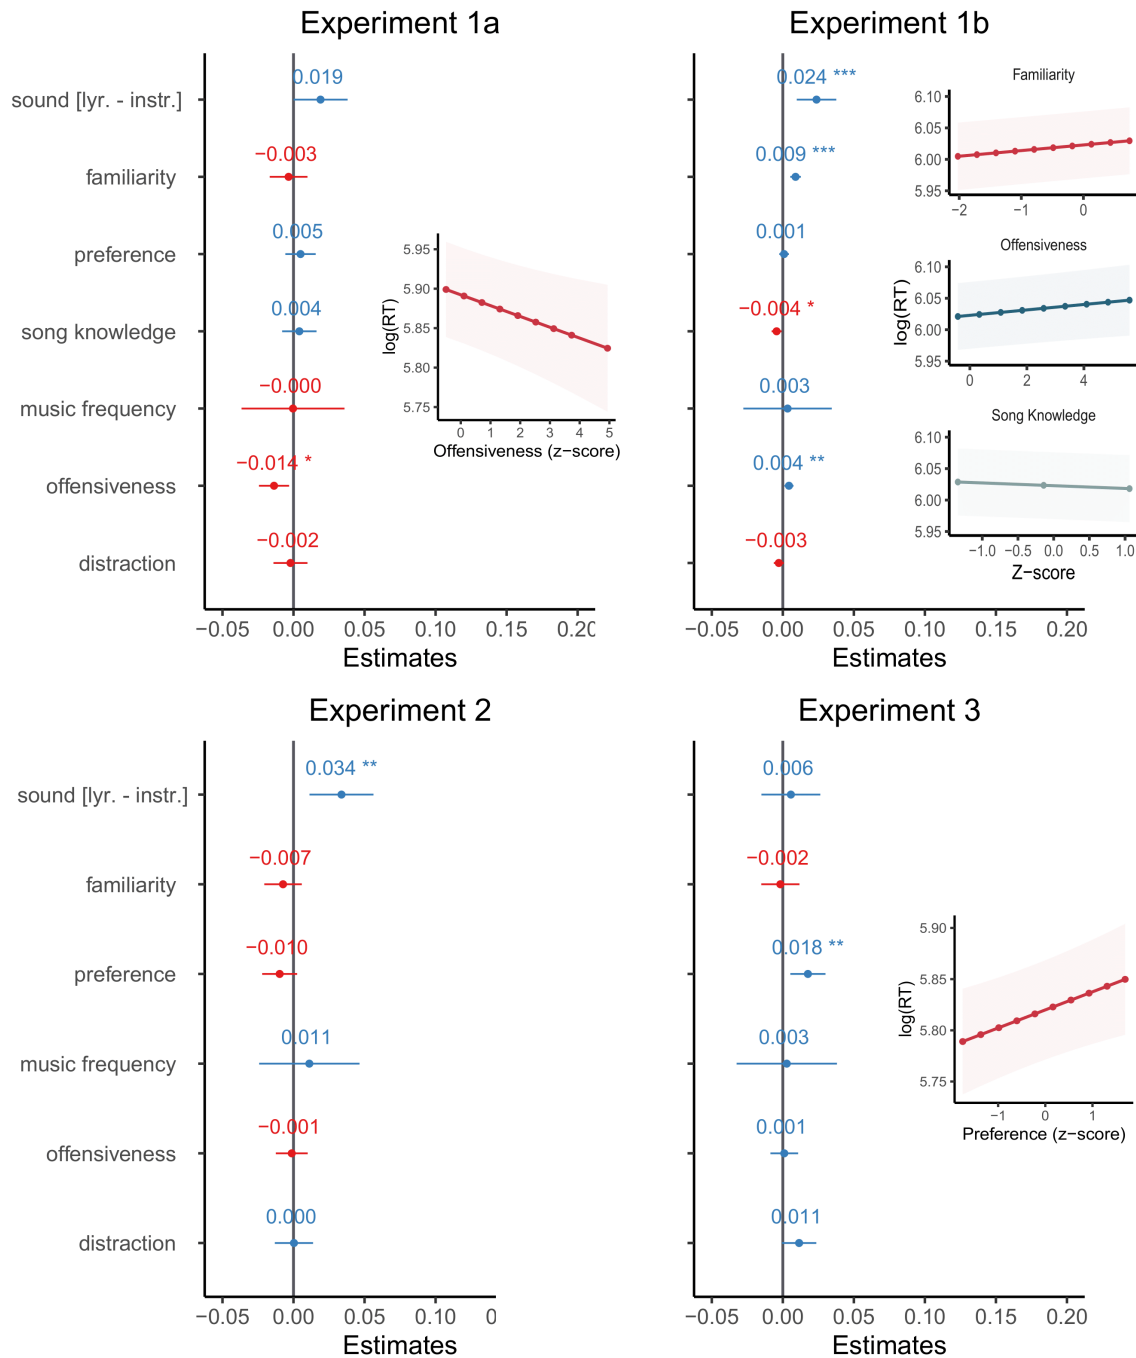 Experiment 1a
sound [lyr. - instr.]
familiarity
preference
song knowledge
music frequency
offensiveness
distraction
0.019
−0.003
0.005
0.004
−0.000
−0.014 *
−0.002
−0.05 0.00 0.05 0.10 0.15 0.20
Estimates
log(RT)
5.95
5.90
5.85
5.80
5.75
0 1 2 3 4 5
Offensiveness (z−score)
Experiment 1b
0.024 ***
0.009 ***
0.001
−0.004 *
0.003
0.004 **
−0.003
−0.05 0.00 0.05 0.10 0.15 0.20
Estimates
Familiarity
6.10
6.05
6.00
5.95
−2 −1 0
Offensiveness
log(RT)
6.10
6.05
6.00
5.95
0 2 4
Song Knowledge
6.10
6.05
6.00
5.95
−1.0 −0.5 0.0 0.5 1.0
Z−score
Experiment 2
sound [lyr. - instr.]
familiarity
preference
music frequency
offensiveness
distraction
0.034 **
−0.007
−0.010
0.011
−0.001
0.000
−0.05 0.00 0.05 0.10 0
Estimates
Experiment 3
0.006
−0.002
0.018 **
0.003
0.001
0.011
−0.05 0.00 0.05 0.10 0.15 0.20
Estimates
log(RT)
5.90
5.85
5.80
5.75
−1 0 1
Preference (z−score)